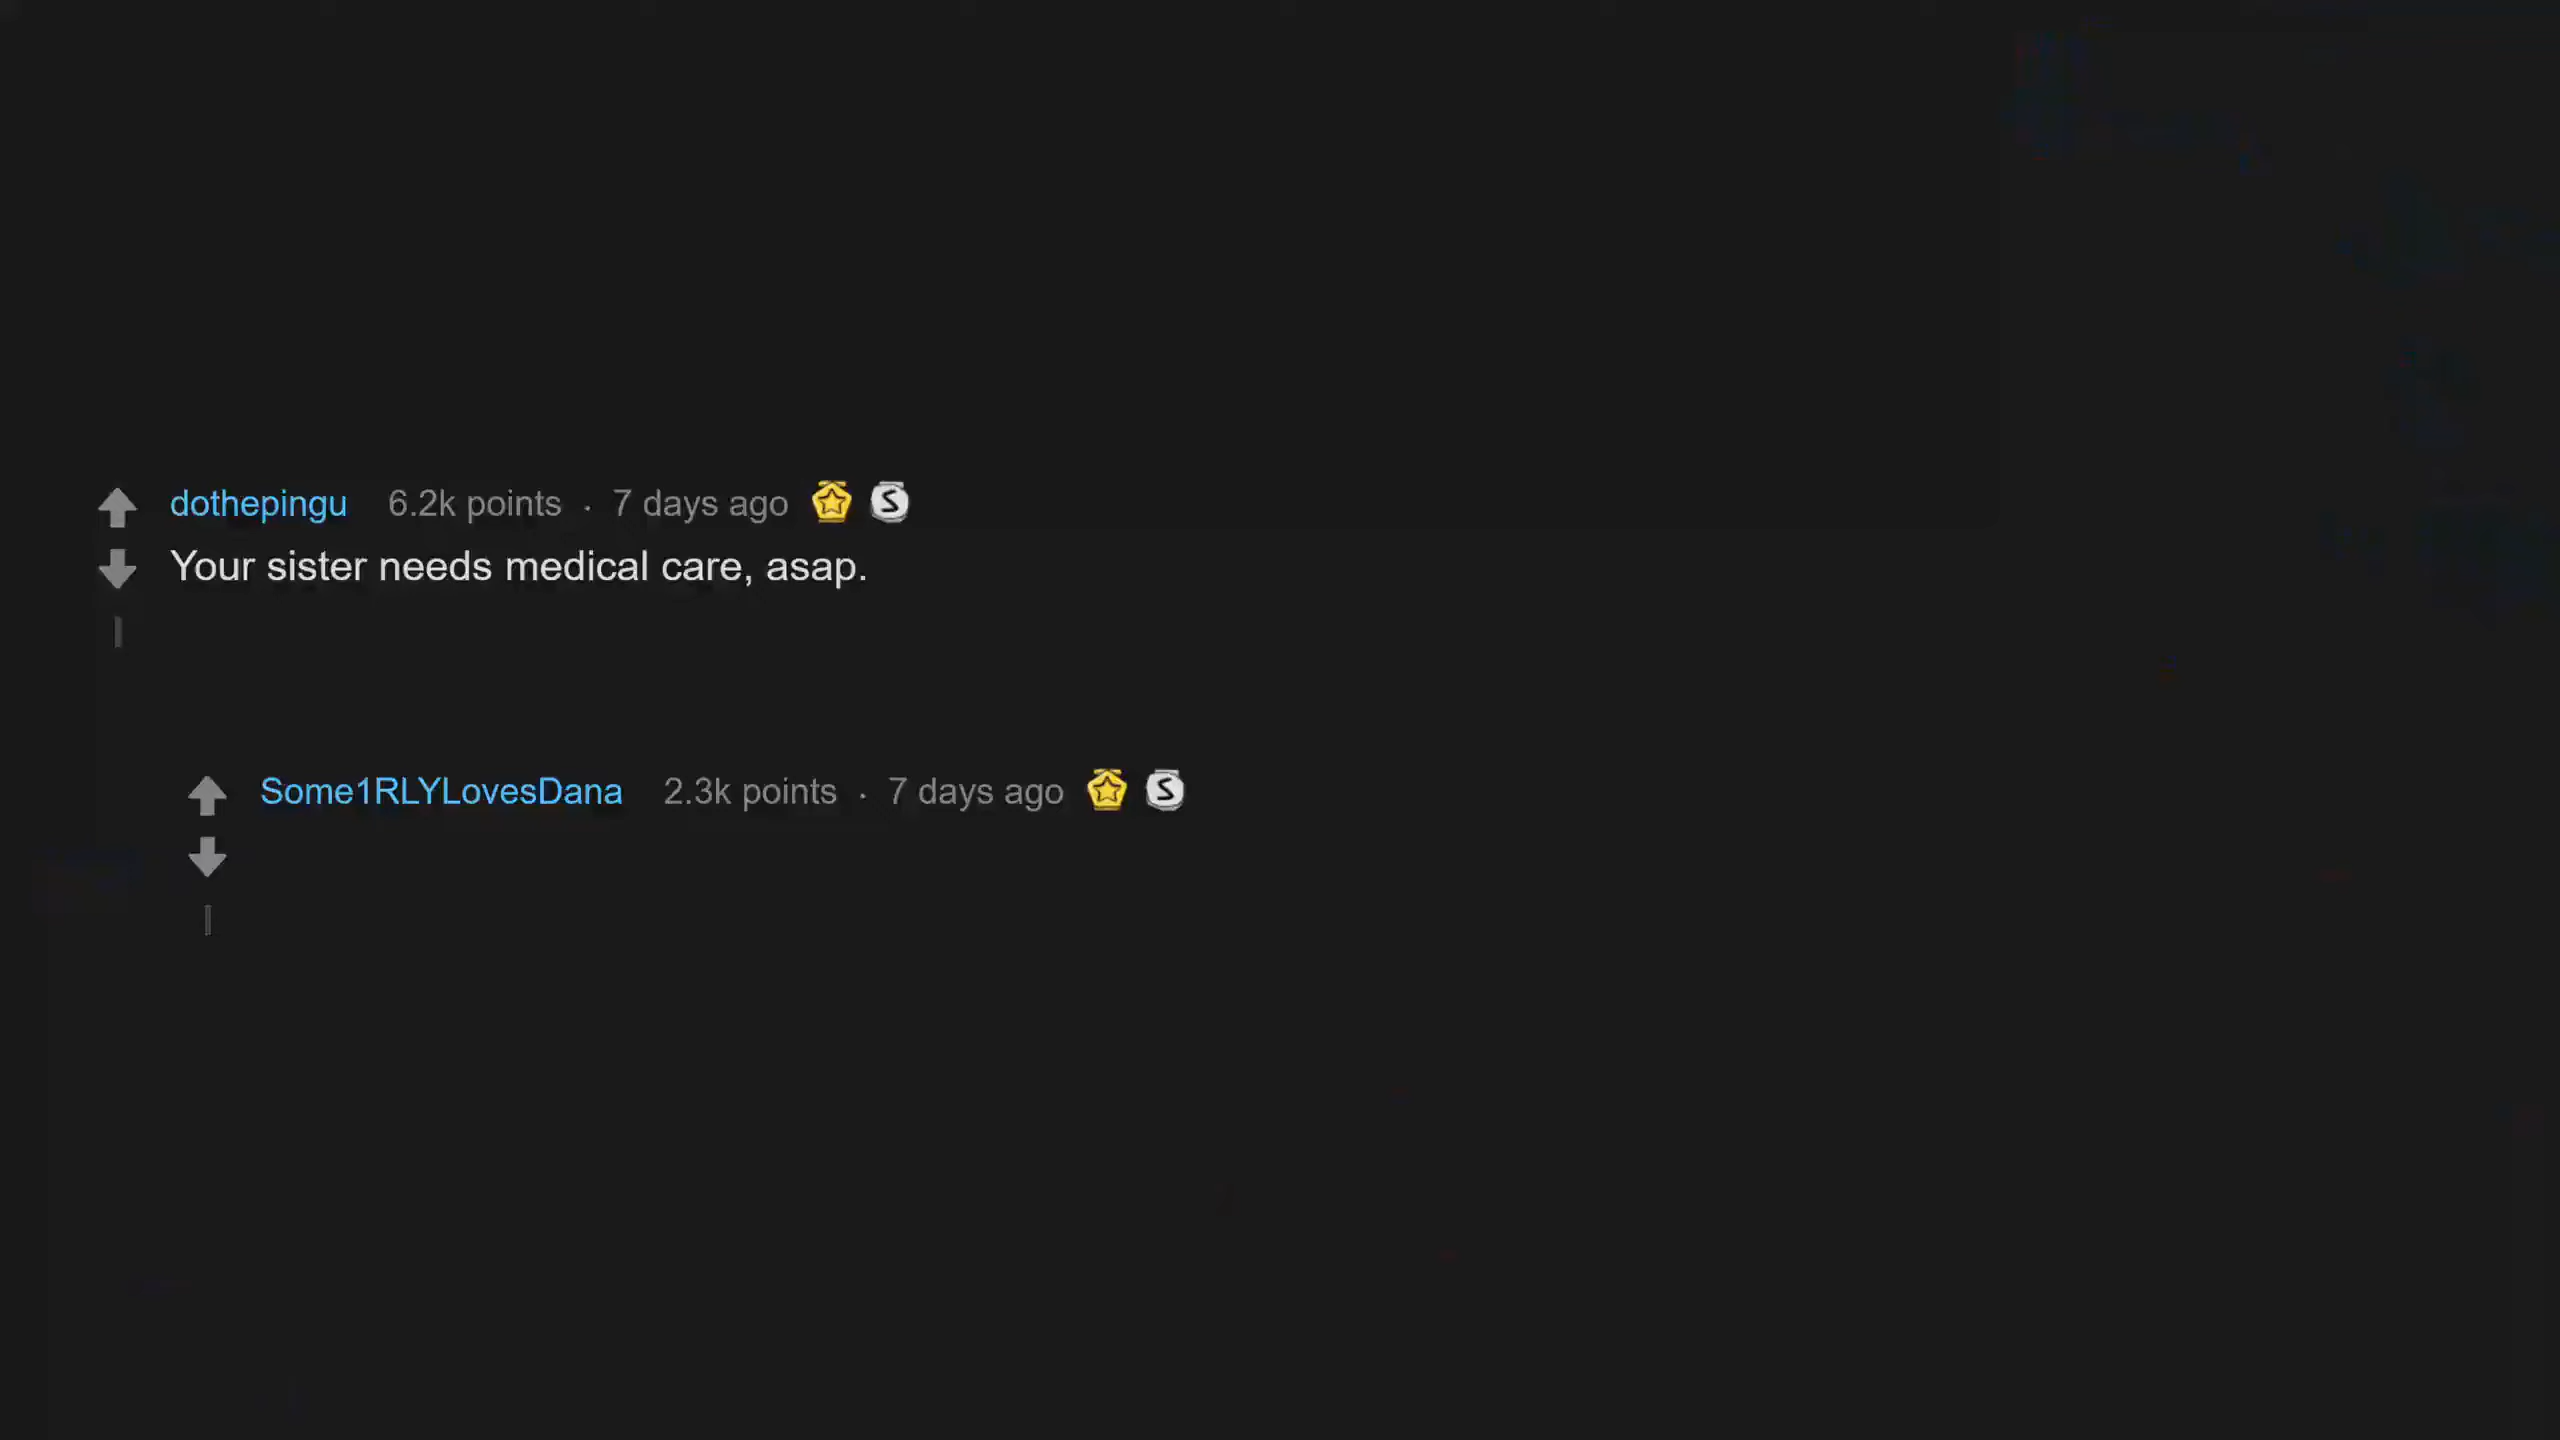 dothepingu 6.2k points · 7 days ago S
Your sister needs medical care, asap.
Some1RLYLovesDana 2.3k points · 7 days ago S